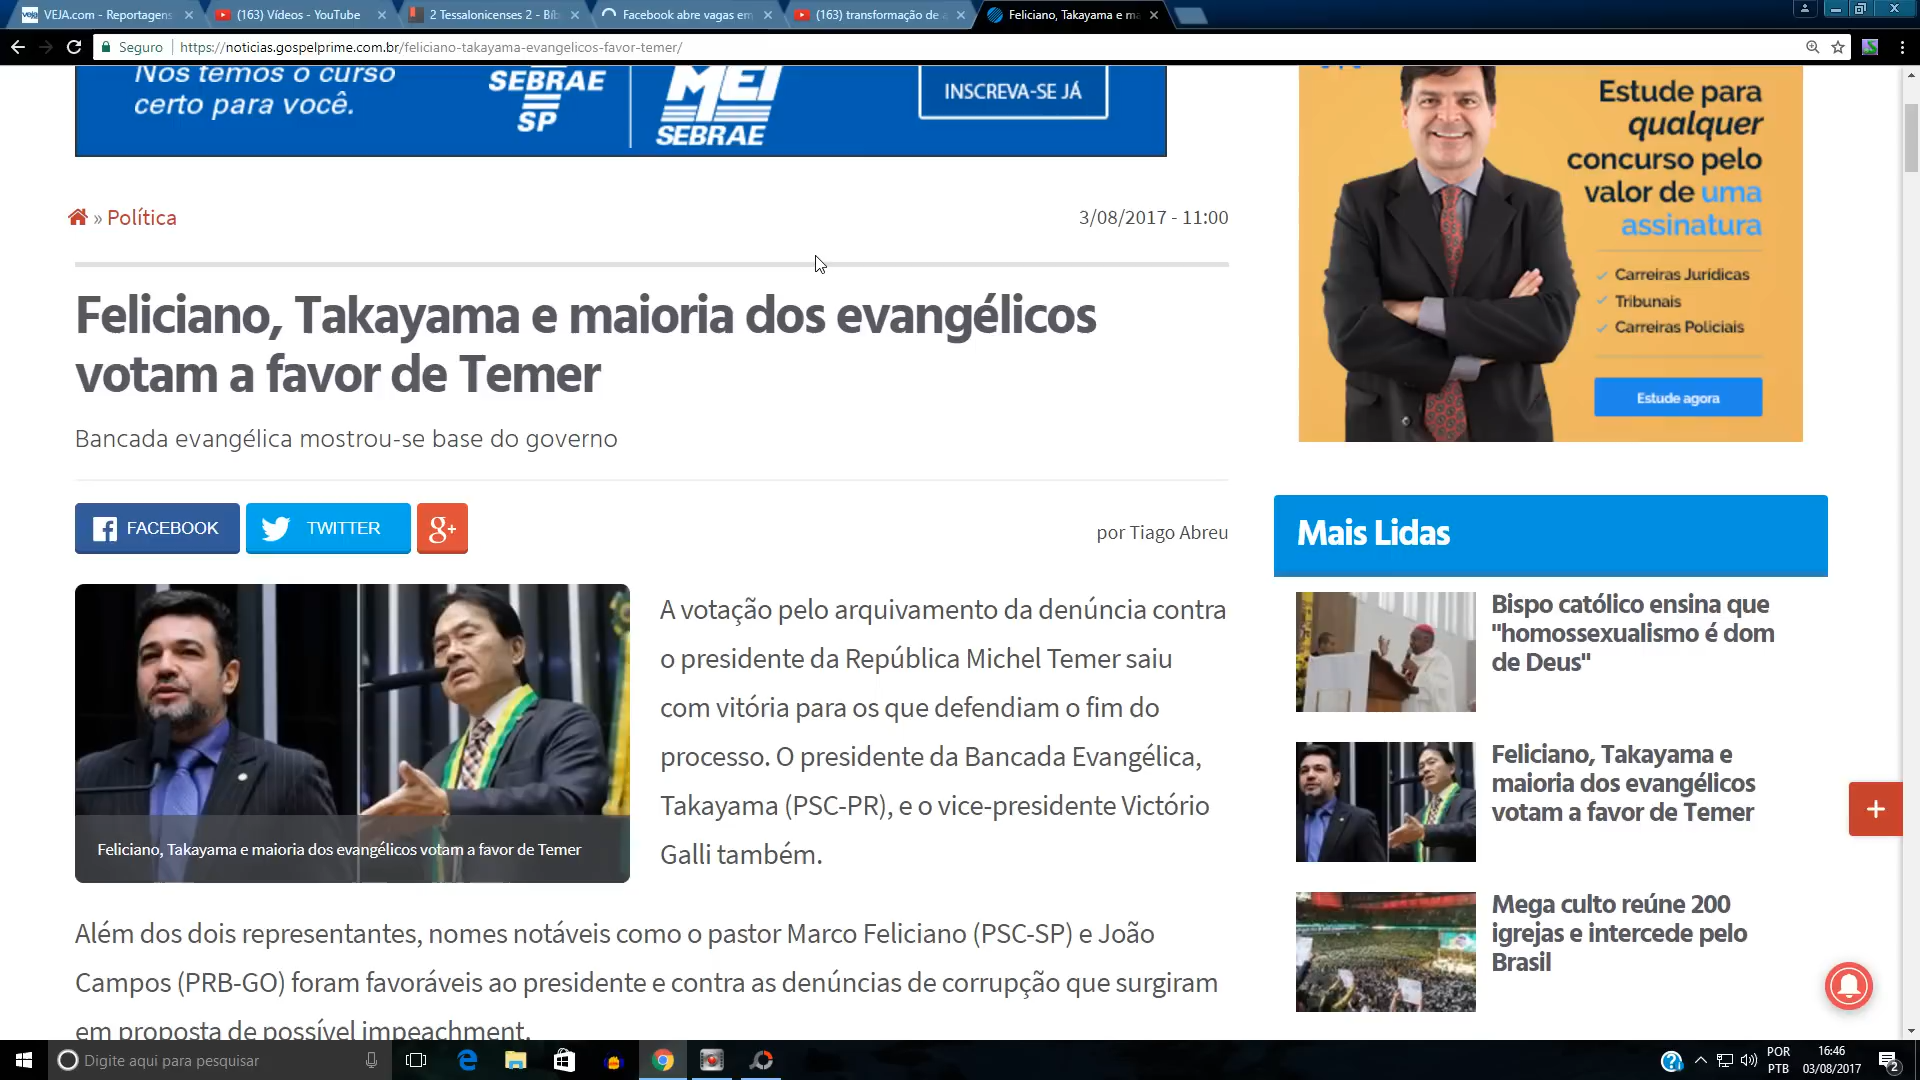 VEJA.com - Reportagens
(163) Vídeos - YouTube
2 Tessalonicenses 2 - Bíb
Facebook abre vagas em
(163) transformação de
Feliciano, Takayama e ma
Seguro
https://noticias.gospelprime.com.br/feliciano-takayama-evangelicos-favor-temer/
Nós temos o curso
certo para você.
SEBRAE
SP
MEI
SEBRAE
INSCREVA-SE JÁ
Estude para
qualquer
concurso pelo
valor de uma
assinatura
Carreiras Jurídicas
Tribunais
Carreiras Policiais
Estude agora
» Política
3/08/2017 - 11:00
Feliciano, Takayama e maioria dos evangélicos
votam a favor de Temer
Bancada evangélica mostrou-se base do governo
FACEBOOK
TWITTER
g+
por Tiago Abreu
Feliciano, Takayama e maioria dos evangélicos votam a favor de Temer
A votação pelo arquivamento da denúncia contra
o presidente da República Michel Temer saiu
com vitória para os que defendiam o fim do
processo. O presidente da Bancada Evangélica,
Takayama (PSC-PR), e o vice-presidente Victório
Galli também.
Além dos dois representantes, nomes notáveis como o pastor Marco Feliciano (PSC-SP) e João
Campos (PRB-GO) foram favoráveis ao presidente e contra as denúncias de corrupção que surgiram
em proposta de possível impeachment.
Mais Lidas
Bispo católico ensina que
"homossexualismo é dom
de Deus"
Feliciano, Takayama e
maioria dos evangélicos
votam a favor de Temer
Mega culto reúne 200
igrejas e intercede pelo
Brasil
Digite aqui para pesquisar
POR
PTB
16:46
03/08/2017
2